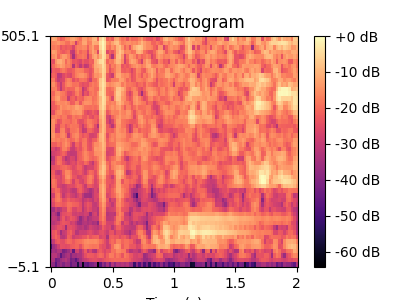 Mel Spectrogram
505.1
−5.1
0
0.5
1
1.5
2
+0 dB
-10 dB
-20 dB
-30 dB
-40 dB
-50 dB
-60 dB